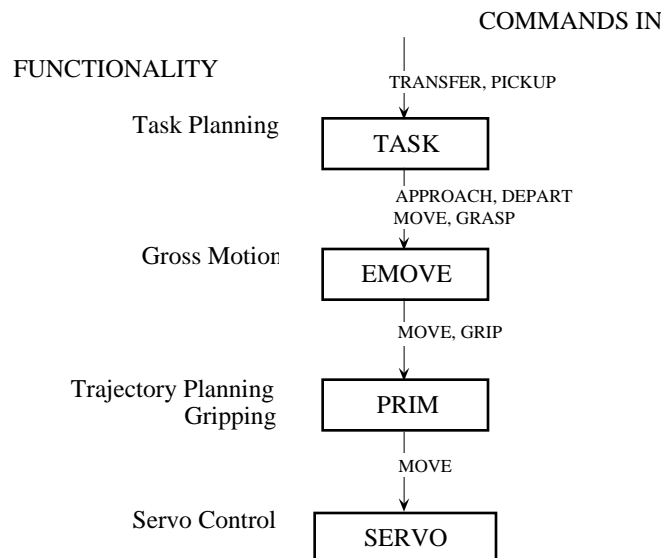 COMMANDS IN
FUNCTIONALITY
TRANSFER, PICKUP
Task Planning
TASK
APPROACH, DEPART
MOVE, GRASP
Gross Motion
EMOVE
MOVE, GRIP
Trajectory Planning
Gripping
PRIM
MOVE
Servo Control
SERVO